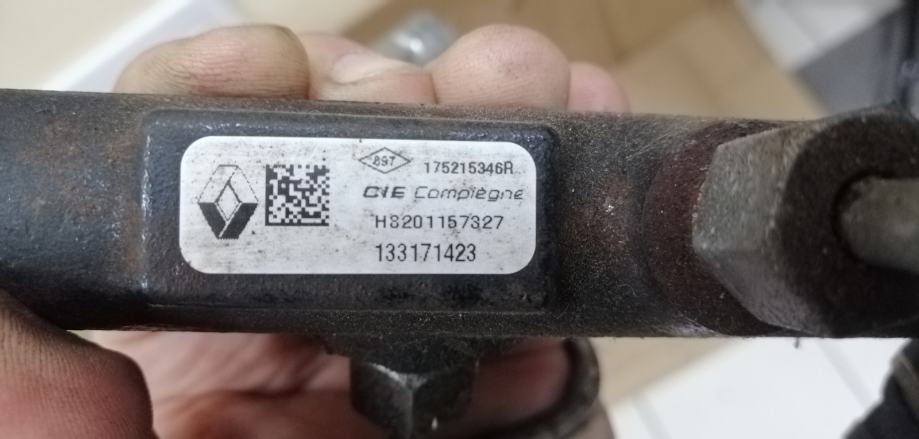 897
175215346R
CIE Compiègne
H8201157327
133171423